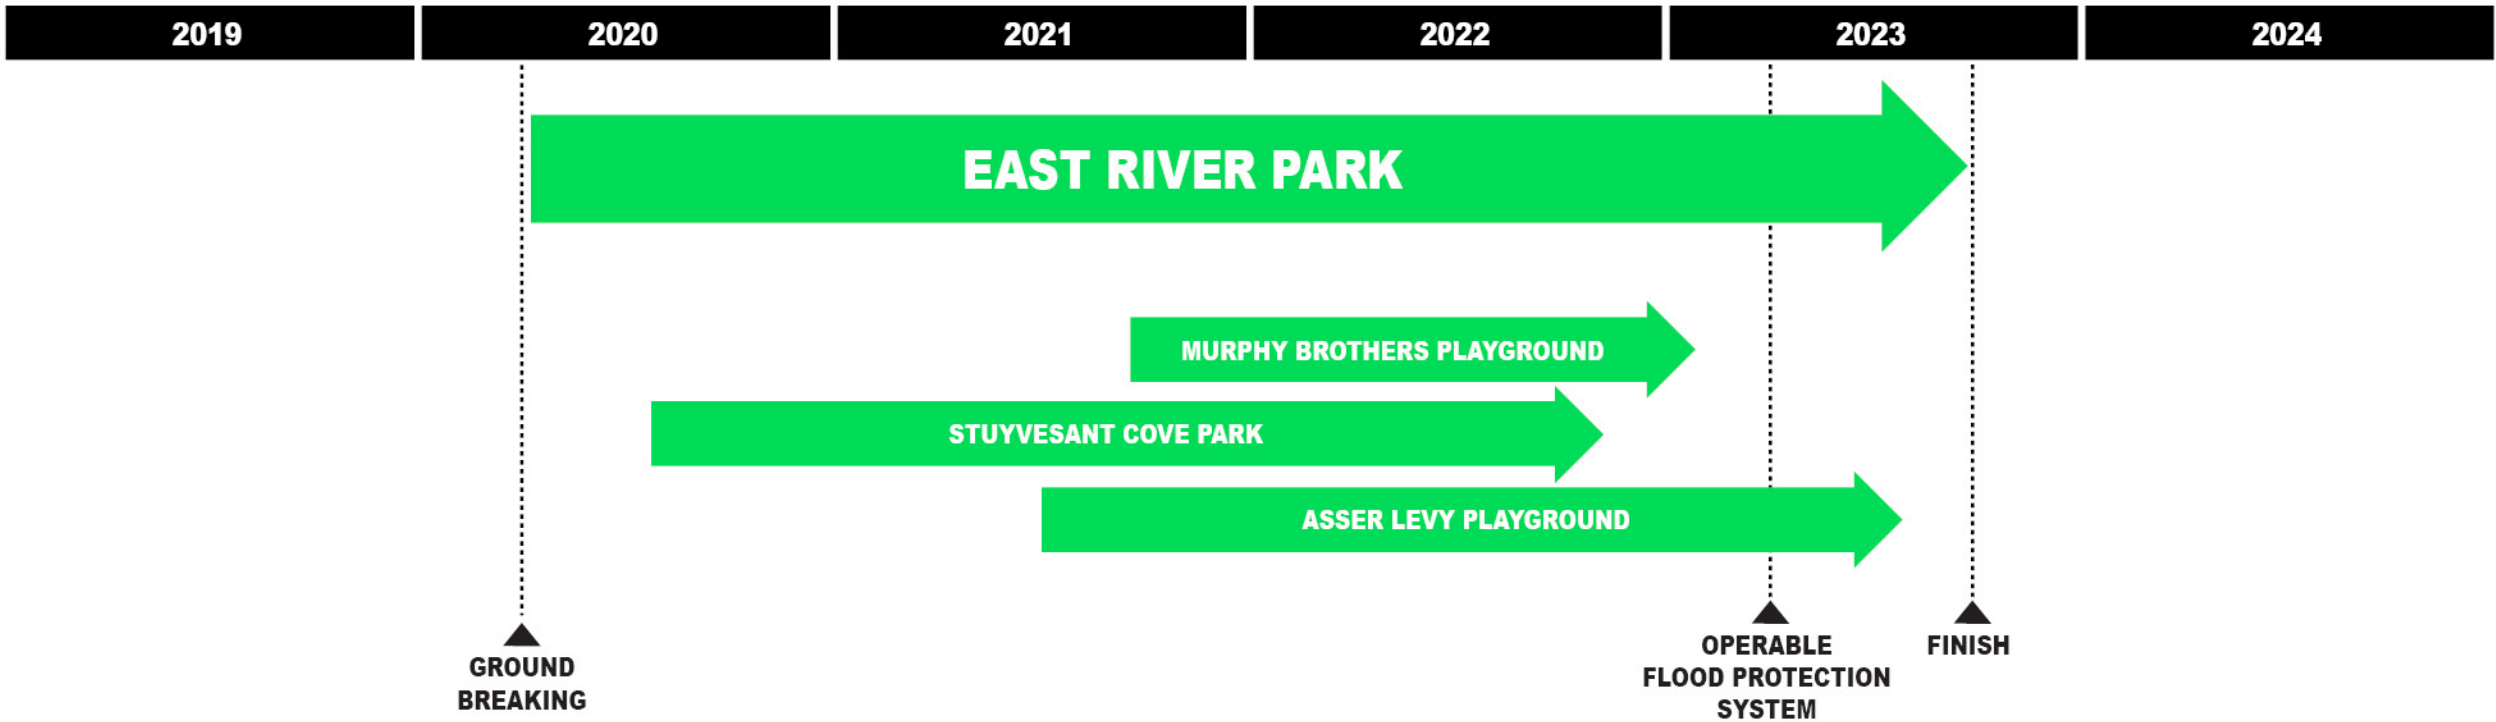 2019 2020 2021 2022 2023 2024
EAST RIVER PARK
MURPHY BROTHERS PLAYGROUND
STUYVESANT COVE PARK
ASSER LEVY PLAYGROUND
GROUND
BREAKING
OPERABLE
FLOOD PROTECTION
SYSTEM
FINISH